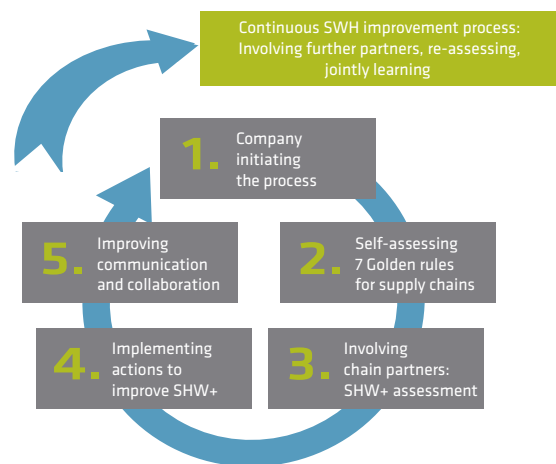 Continuous SWH improvement process:
Involving further partners, re-assessing,
jointly learning
1. Company
initiating
the process
2. Self-assessing
7 Golden rules
for supply chains
3. Involving
chain partners:
SHW+ assessment
4. Implementing
actions to
improve SHW+
5. Improving
communication
and collaboration